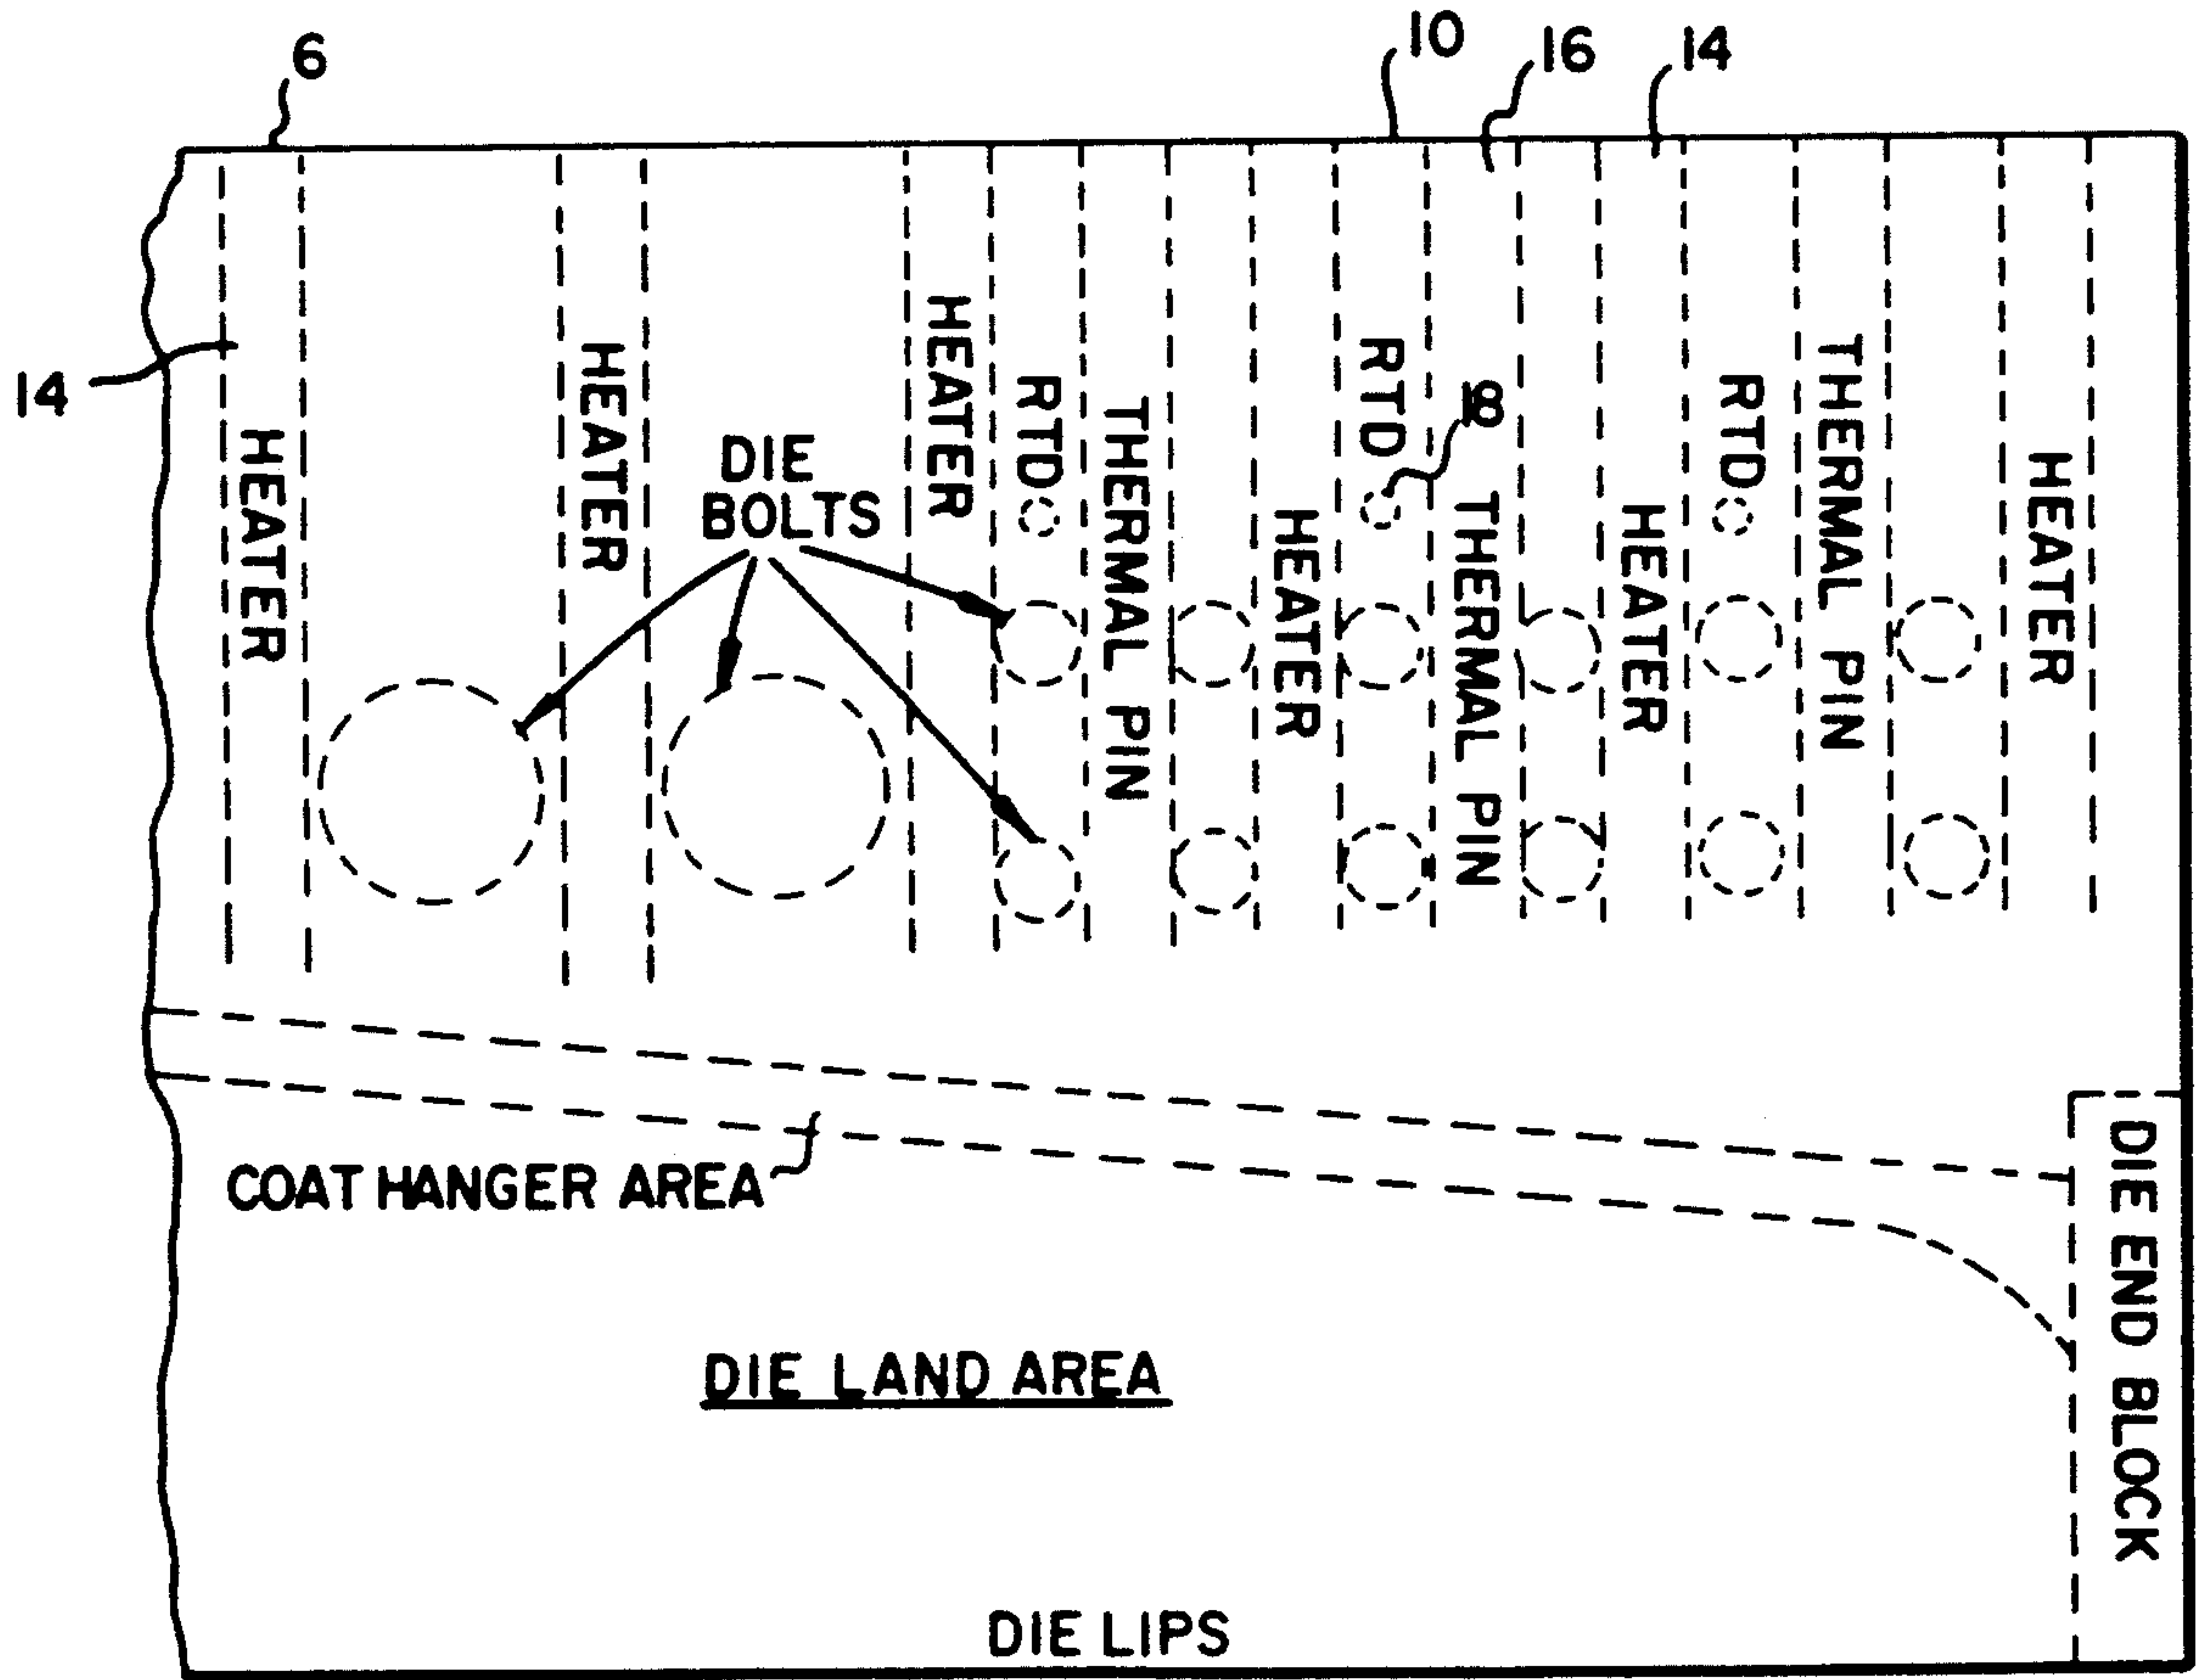 6
10
16
14
14
HEATER
HEATER
DIE
BOLTS
HEATER
RTD
THERMAL PIN
HEATER
RTD
18
THERMAL PIN
HEATER
RTD
THERMAL PIN
HEATER
COAT HANGER AREA
DIE END BLOCK
DIE LAND AREA
DIE LIPS